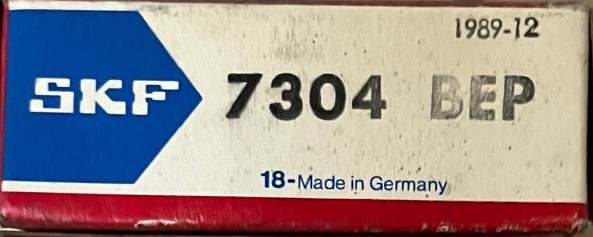 1989-12
SKF 7304 BEP
18-Made in Germany